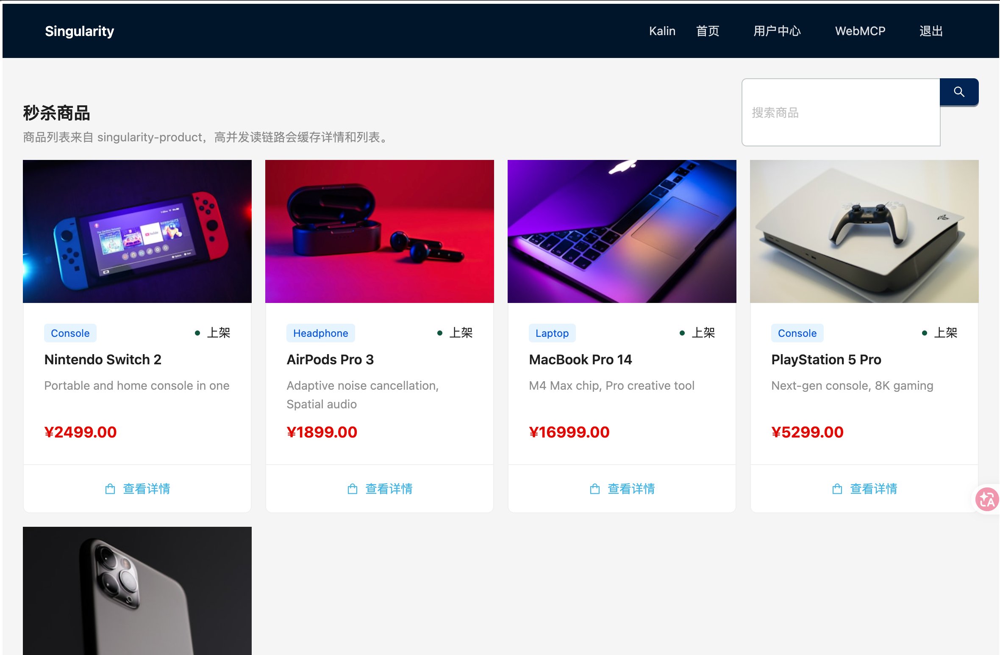 Singularity
Kalin 首页 用户中心 WebMCP 退出
秒杀商品
搜索商品
商品列表来自 singularity-product，高并发读链路会缓存详情和列表。
The Gardens Between
YouTube
Console
上架
Nintendo Switch 2
Portable and home console in one
¥2499.00
查看详情
Headphone
上架
AirPods Pro 3
Adaptive noise cancellation,
Spatial audio
¥1899.00
查看详情
Laptop
上架
MacBook Pro 14
M4 Max chip, Pro creative tool
¥16999.00
查看详情
Console
上架
PlayStation 5 Pro
Next-gen console, 8K gaming
¥5299.00
查看详情